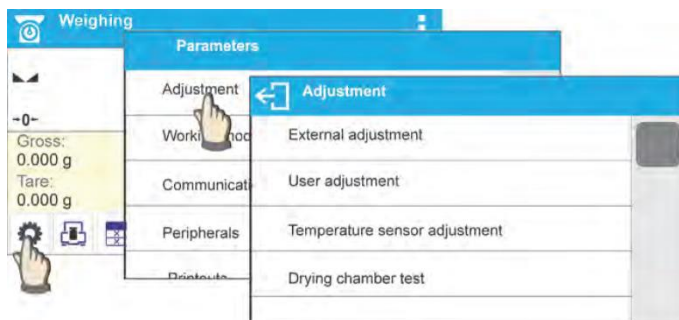 Weighing
Parameters
Adjustment
Adjustment
→0←
External adjustment
Gross:
0.000 g
User adjustment
Tare:
0.000 g
Temperature sensor adjustment
Peripherals
Drying chamber test